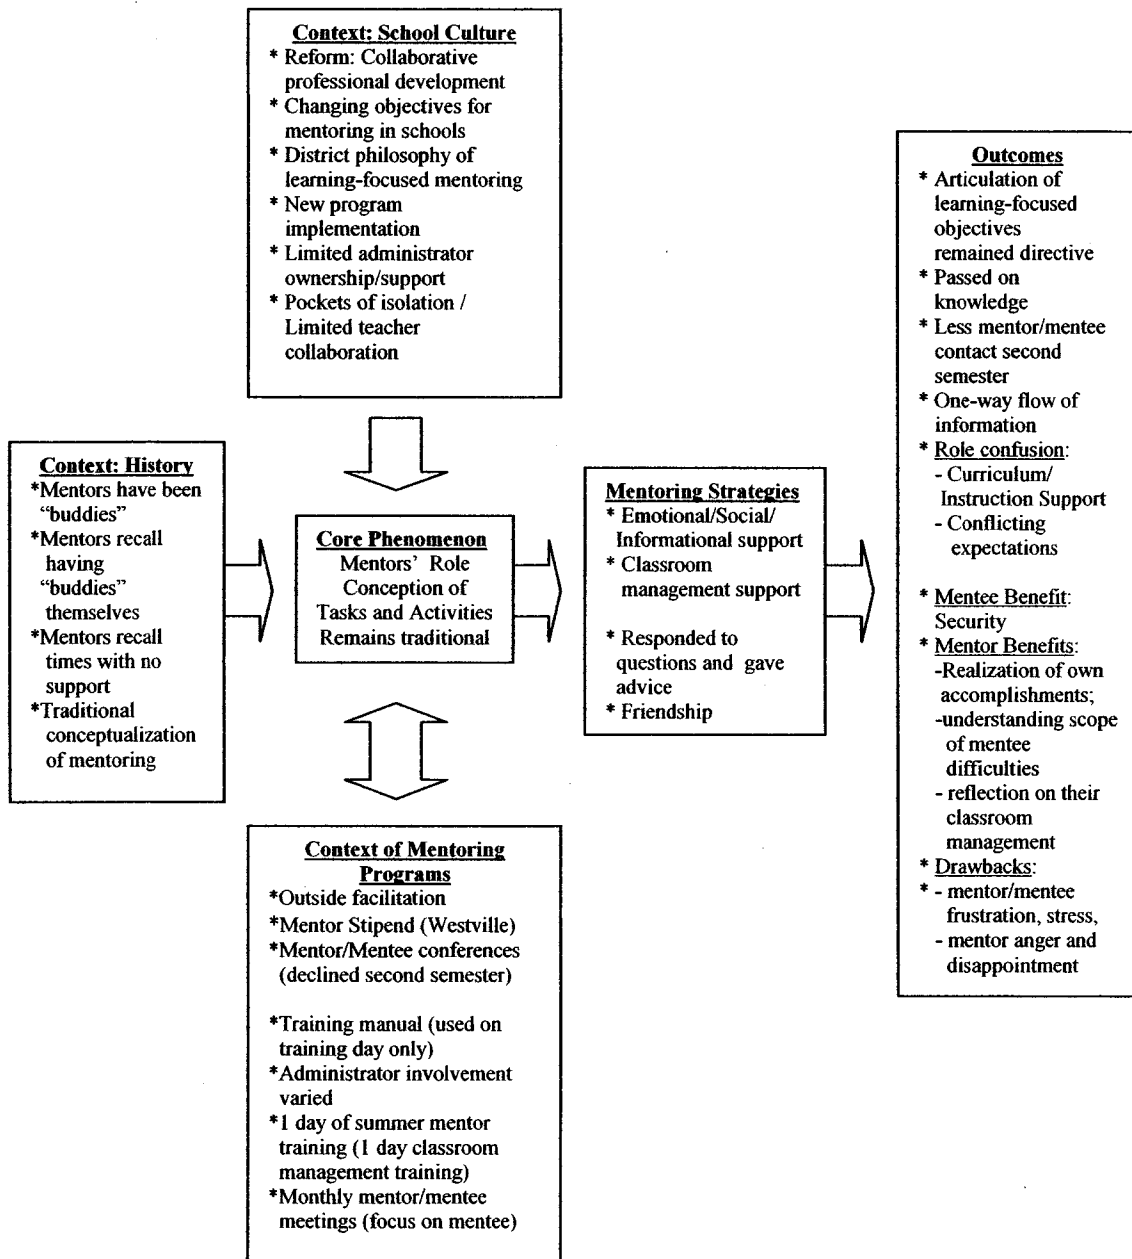 Context: School Culture
* Reform: Collaborative
professional development
* Changing objectives for
mentoring in schools
* District philosophy of
learning-focused mentoring
* New program
implementation
* Limited administrator
ownership/support
* Pockets of isolation /
Limited teacher
collaboration
Context: History
*Mentors have been
“buddies”
*Mentors recall
having
“buddies”
themselves
*Mentors recall
times with no
support
*Traditional
conceptualization
of mentoring
Core Phenomenon
Mentors’ Role
Conception of
Tasks and Activities
Remains traditional
Mentoring Strategies
* Emotional/Social/
Informational support
* Classroom
management support
* Responded to
questions and gave
advice
* Friendship
Outcomes
* Articulation of
learning-focused
objectives
remained directive
* Passed on
knowledge
* Less mentor/mentee
contact second
semester
* One-way flow of
information
* Role confusion:
- Curriculum/
Instruction Support
- Conflicting
expectations
* Mentee Benefit:
Security
* Mentor Benefits:
-Realization of own
accomplishments;
-understanding scope
of mentee
difficulties
- reflection on their
classroom
management
* Drawbacks:
* - mentor/mentee
frustration, stress,
- mentor anger and
disappointment
Context of Mentoring
Programs
*Outside facilitation
*Mentor Stipend (Westville)
*Mentor/Mentee conferences
(declined second semester)
*Training manual (used on
training day only)
*Administrator involvement
varied
*1 day of summer mentor
training (1 day classroom
management training)
*Monthly mentor/mentee
meetings (focus on mentee)